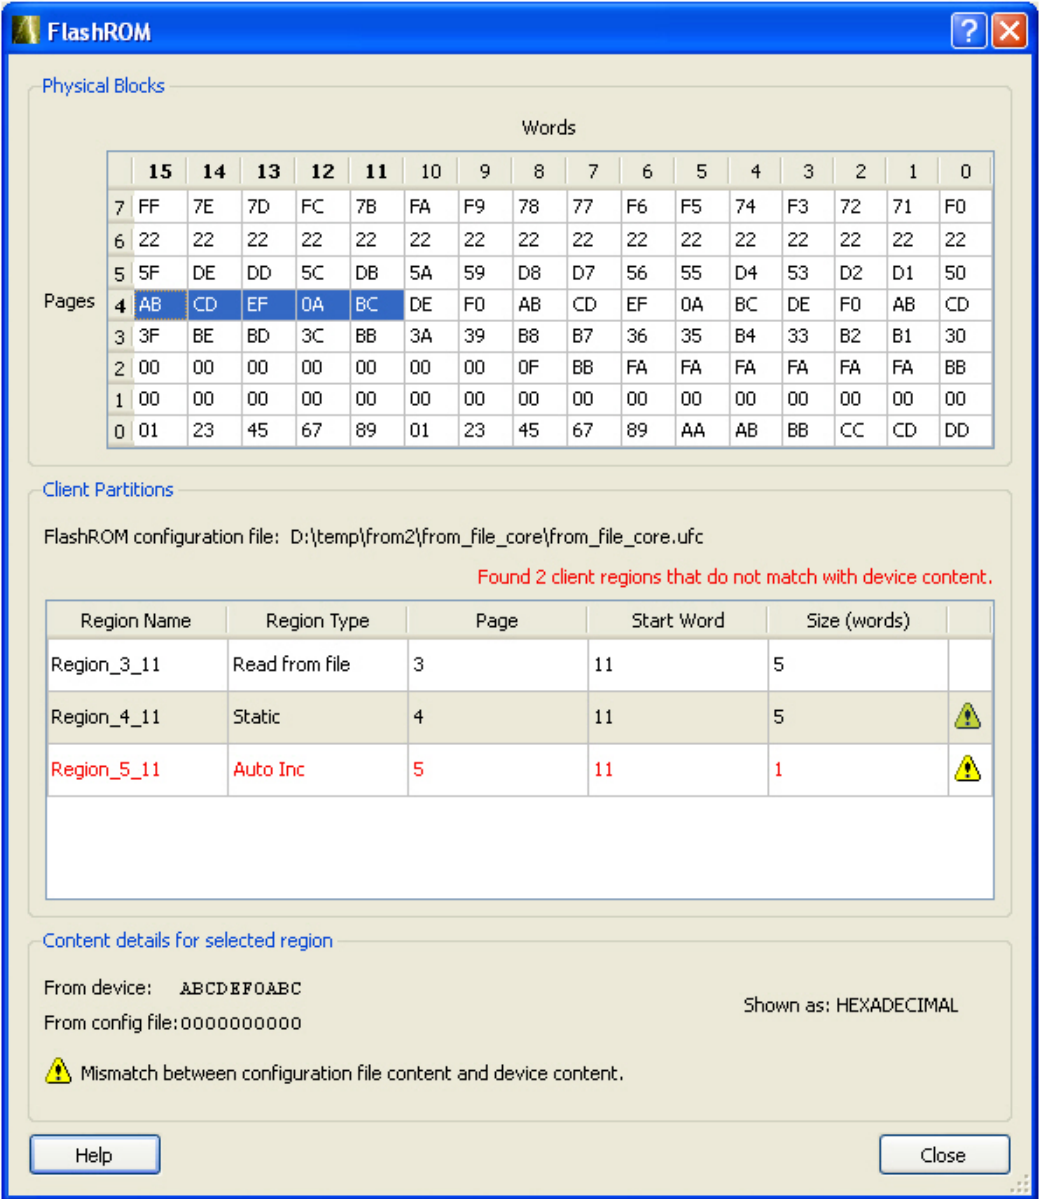 FlashROM
Physical Blocks
Words
15 14 13 12 11 10 9 8 7 6 5 4 3 2 1 0
7 FF 7E 7D FC 7B FA F9 78 77 F6 F5 74 F3 72 71 F0
6 22 22 22 22 22 22 22 22 22 22 22 22 22 22 22 22
5 5F DE DD 5C DB 5A 59 D8 D7 56 55 D4 53 D2 D1 50
Pages 4 AB CD EF 0A BC DE F0 AB CD EF 0A BC DE F0 AB CD
3 3F BE BD 3C BB 3A 39 B8 B7 36 35 B4 33 B2 B1 30
2 00 00 00 00 00 00 00 0F BB FA FA FA FA FA FA BB
1 00 00 00 00 00 00 00 00 00 00 00 00 00 00 00 00
0 01 23 45 67 89 01 23 45 67 89 AA AB BB CC CD DD
Client Partitions
FlashROM configuration file: D:\temp\from2\from_file_core\from_file_core.ufc
Found 2 client regions that do not match with device content.
Region Name Region Type Page Start Word Size (words)
Region_3_11 Read from file 3 11 5
Region_4_11 Static 4 11 5
Region_5_11 Auto Inc 5 11 1
Content details for selected region
From device: ABCDEF0ABC
From config file: 0000000000
Shown as: HEXADECIMAL
Mismatch between configuration file content and device content.
Help Close